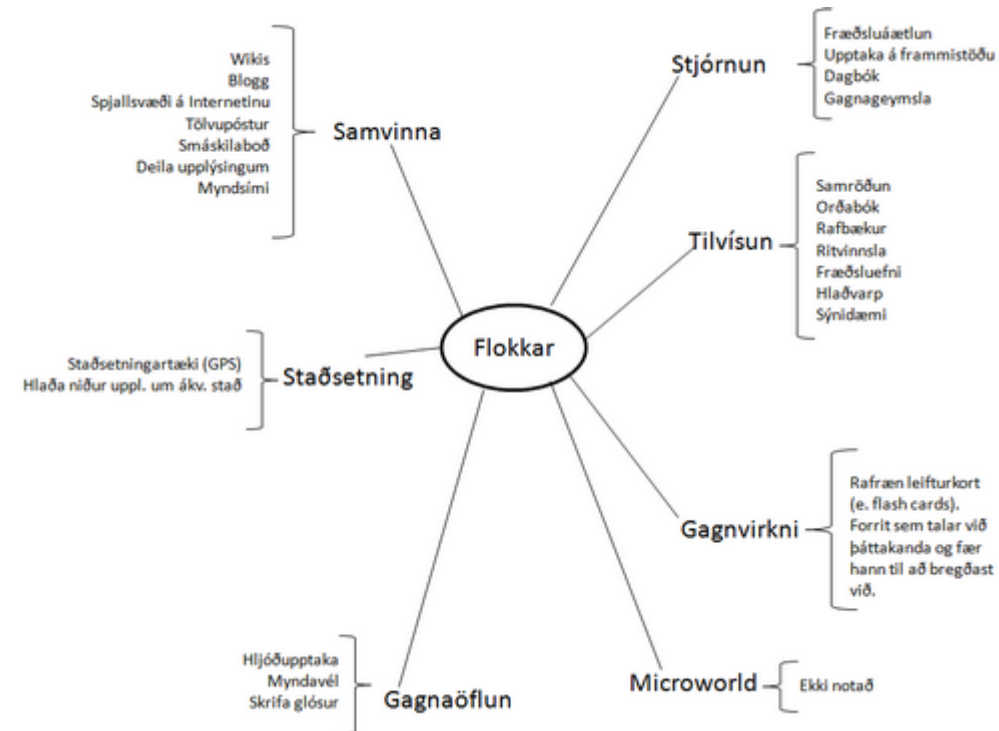 Wikis
Blogg
Spjallsvæði á Internetinu
Tölvupóstur
Smáskilaboð
Deila upplýsingum
Myndsími
Samvinna
Stjórnun
Fræðsluáætlun
Upptaka á frammistöðu
Dagbók
Gagnageymsla
Tilvísun
Samröðun
Orðabók
Rafbækur
Ritvinnsla
Fræðsluefni
Hlaðvarp
Sýnidæmi
Flokkar
Staðsetningartæki (GPS)
Hlaða niður uppl. um ákv. stað
Staðsetning
Gagnvirkni
Rafræn leifturkort
(e. flash cards).
Forrit sem talar við
þáttakanda og fær
hann til að bregðast
við.
Hljóðupptaka
Myndavél
Skrifa glósur
Gagnaöflun
Microworld
Ekki notað